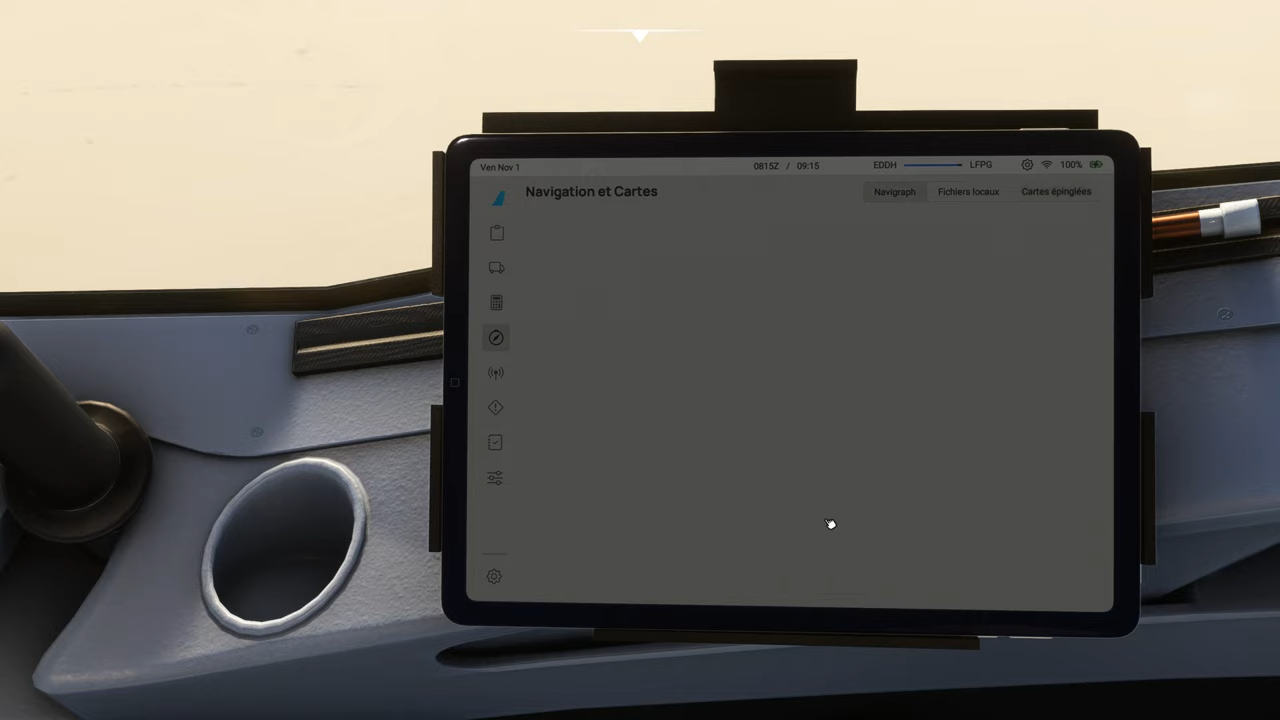 Ven Nov 1
0815Z / 09:15
EDDH LFPG
100%
Navigation et Cartes
Navigraph
Fichiers locaux
Cartes épinglées